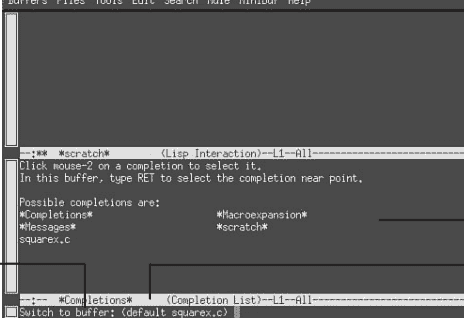 Buffers Files Tools Edit Search Mule Minibuf Help
--:** *scratch* (Lisp Interaction)--L1--All--------------------
Click mouse-2 on a completion to select it.
In this buffer, type RET to select the completion near point.
Possible completions are:
*Completions* *Macroexpansion*
*Messages* *scratch*
squarex.c
--:-- *Completions* (Completion List)--L1--All--------------------
Switch to buffer: (default squarex.c)